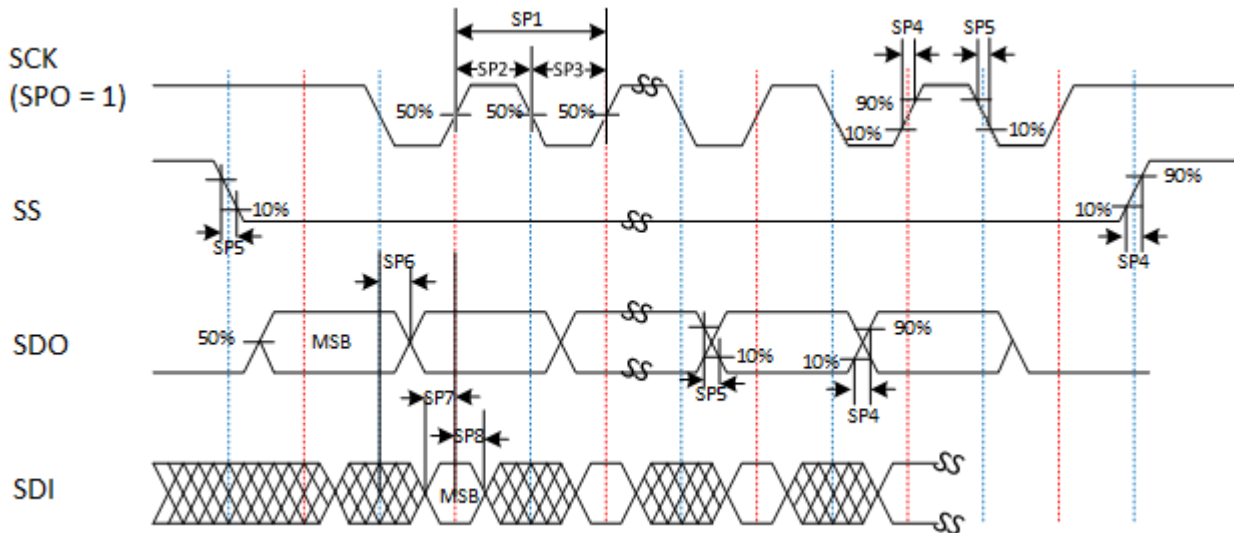 SP1
SP4
SP5
SCK
(SPO = 1)
SP2
SP3
50%
50%
50%
90%
10%
10%
SS
10%
90%
10%
SP5
SP4
SP6
SDO
50%
MSB
90%
10%
10%
SP5
SP4
SP7
SP8
SDI
MSB